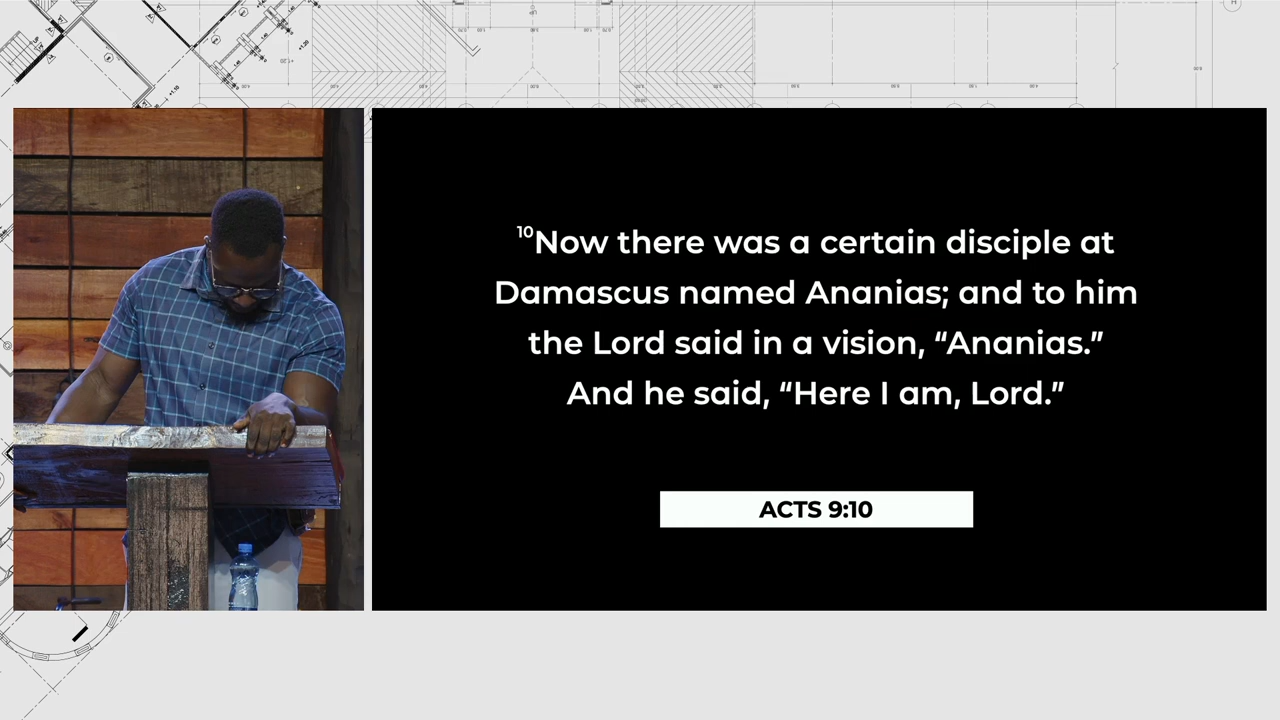 ¹⁰Now there was a certain disciple at
Damascus named Ananias; and to him
the Lord said in a vision, “Ananias.”
And he said, “Here I am, Lord.”
ACTS 9:10